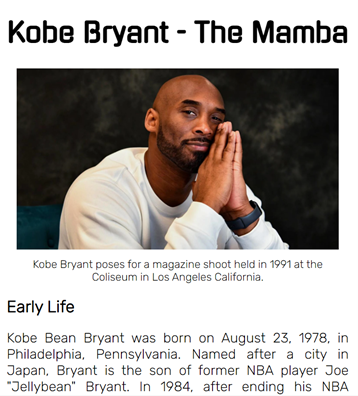 Kobe Bryant - The Mamba
Kobe Bryant poses for a magazine shoot held in 1991 at the
Coliseum in Los Angeles California.
Early Life
Kobe Bean Bryant was born on August 23, 1978, in
Philadelphia, Pennsylvania. Named after a city in
Japan, Bryant is the son of former NBA player Joe
"Jellybean" Bryant. In 1984, after ending his NBA